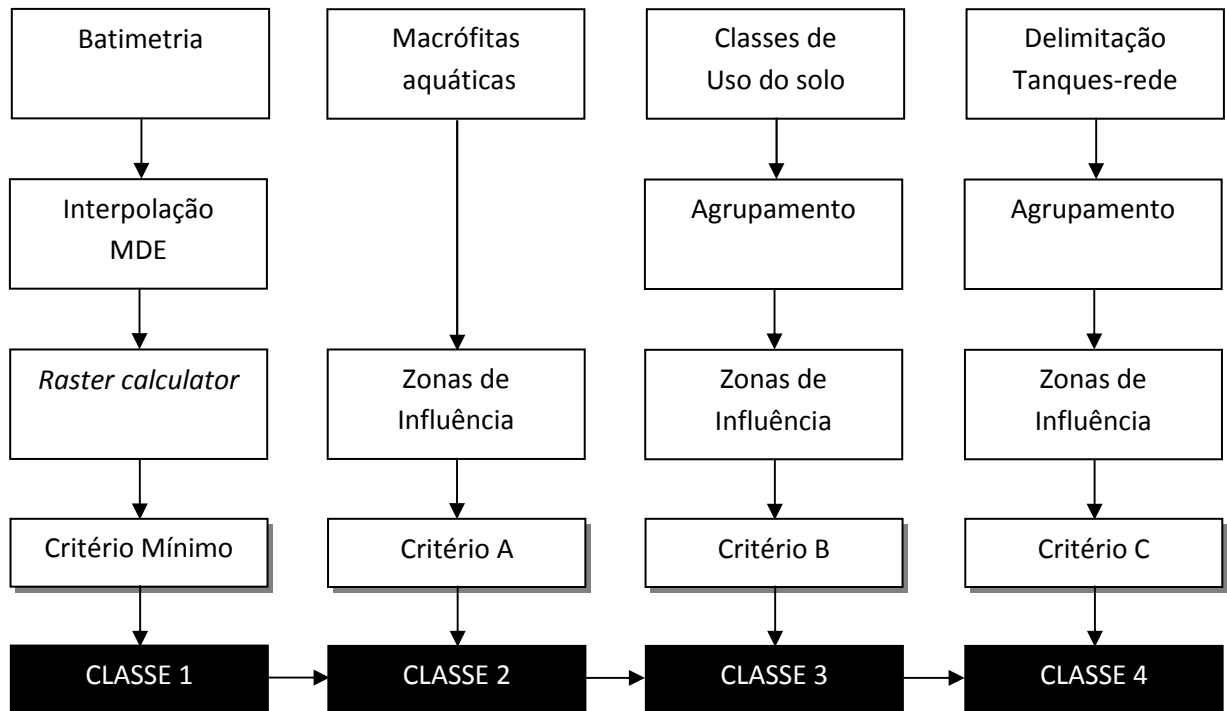 Batimetria
Macrófitas
aquáticas
Classes de
Uso do solo
Delimitação
Tanques-rede
Interpolação
MDE
Agrupamento
Agrupamento
Raster calculator
Zonas de
Influência
Zonas de
Influência
Zonas de
Influência
Critério Mínimo
Critério A
Critério B
Critério C
CLASSE 1
CLASSE 2
CLASSE 3
CLASSE 4